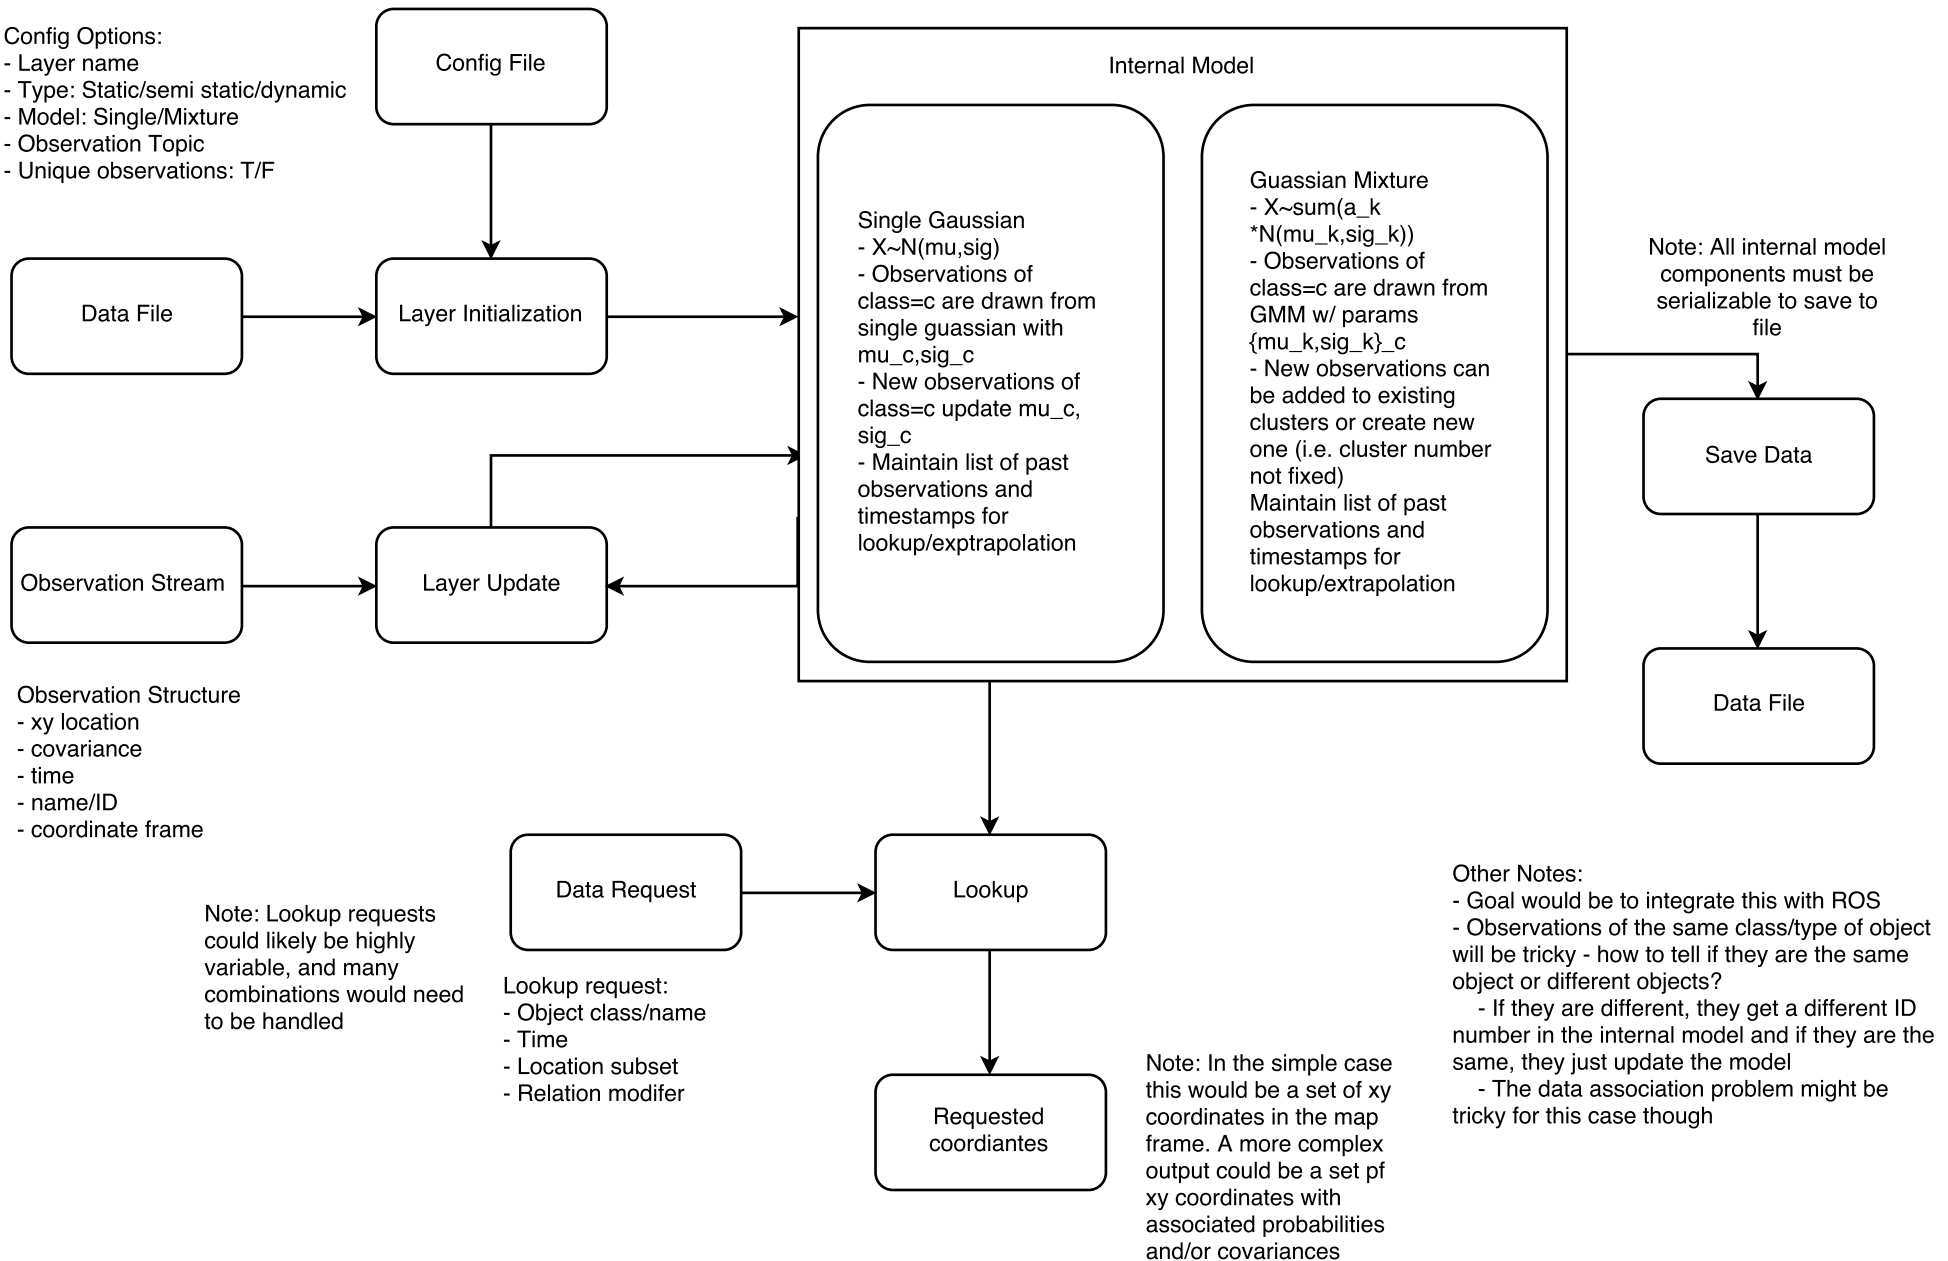 Config Options:
- Layer name
- Type: Static/semi static/dynamic
- Model: Single/Mixture
- Observation Topic
- Unique observations: T/F
Config File
Data File
Layer Initialization
Observation Stream
Layer Update
Observation Structure
- xy location
- covariance
- time
- name/ID
- coordinate frame
Internal Model
Single Gaussian
- X~N(mu,sig)
- Observations of
class=c are drawn from
single guassian with
mu_c,sig_c
- New observations of
class=c update mu_c,
sig_c
- Maintain list of past
observations and
timestamps for
lookup/exptrapolation
Guassian Mixture
- X~sum(a_k
*N(mu_k,sig_k))
- Observations of
class=c are drawn from
GMM w/ params
{mu_k,sig_k}_c
- New observations can
be added to existing
clusters or create new
one (i.e. cluster number
not fixed)
Maintain list of past
observations and
timestamps for
lookup/extrapolation
Note: All internal model
components must be
serializable to save to
file
Save Data
Data File
Note: Lookup requests
could likely be highly
variable, and many
combinations would need
to be handled
Data Request
Lookup request:
- Object class/name
- Time
- Location subset
- Relation modifer
Lookup
Requested
coordiantes
Note: In the simple case
this would be a set of xy
coordinates in the map
frame. A more complex
output could be a set pf
xy coordinates with
associated probabilities
and/or covariances
Other Notes:
- Goal would be to integrate this with ROS
- Observations of the same class/type of object
will be tricky - how to tell if they are the same
object or different objects?
- If they are different, they get a different ID
number in the internal model and if they are the
same, they just update the model
- The data association problem might be
tricky for this case though